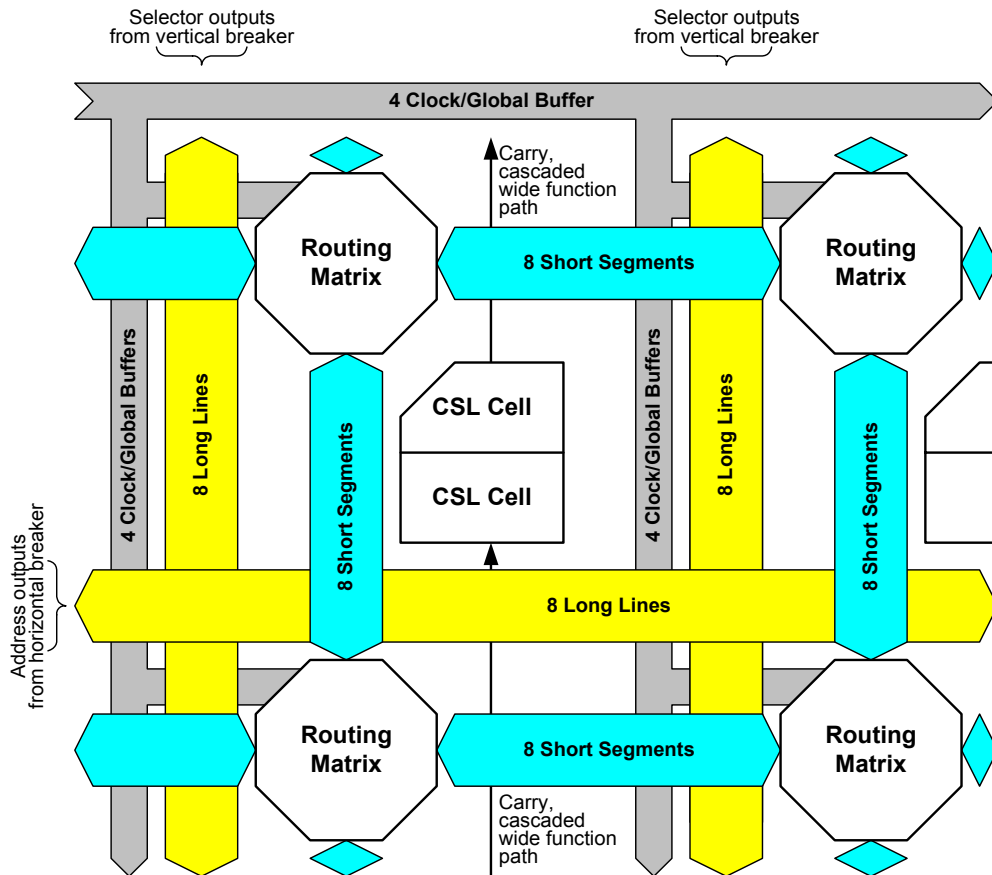 Selector outputs
from vertical breaker
Selector outputs
from vertical breaker
4 Clock/Global Buffer
Carry,
cascaded
wide function
path
Routing
Matrix
8 Short Segments
Routing
Matrix
4 Clock/Global Buffers
8 Long Lines
8 Short Segments
CSL Cell
CSL Cell
4 Clock/Global Buffers
8 Long Lines
8 Short Segments
Address outputs
from horizontal breaker
8 Long Lines
Routing
Matrix
8 Short Segments
Routing
Matrix
Carry,
cascaded
wide function
path